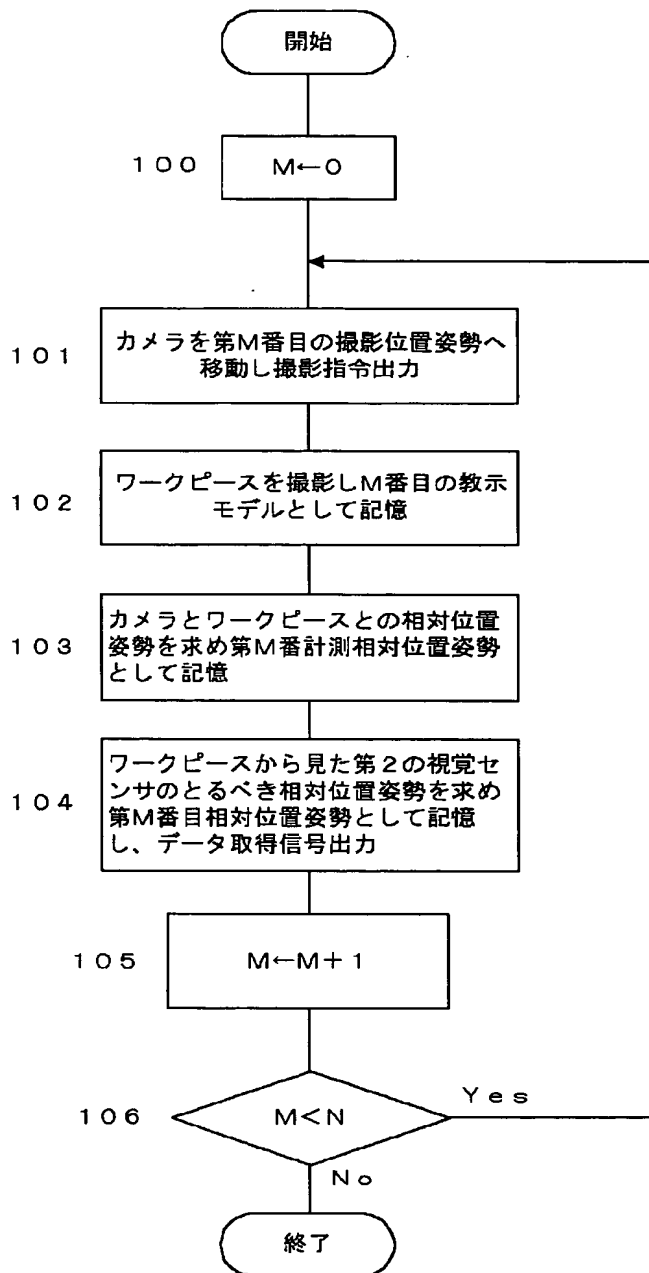 開始
100
M←0
101
カメラを第M番目の撮影位置姿勢へ
移動し撮影指令出力
102
ワークピースを撮影しM番目の教示
モデルとして記憶
103
カメラとワークピースとの相対位置
姿勢を求め第M番計測相対位置姿勢
として記憶
104
ワークピースから見た第2の視覚セ
ンサのとるべき相対位置姿勢を求め
第M番目相対位置姿勢として記憶
し、データ取得信号出力
105
M←M+1
106
M<N
Yes
No
終了